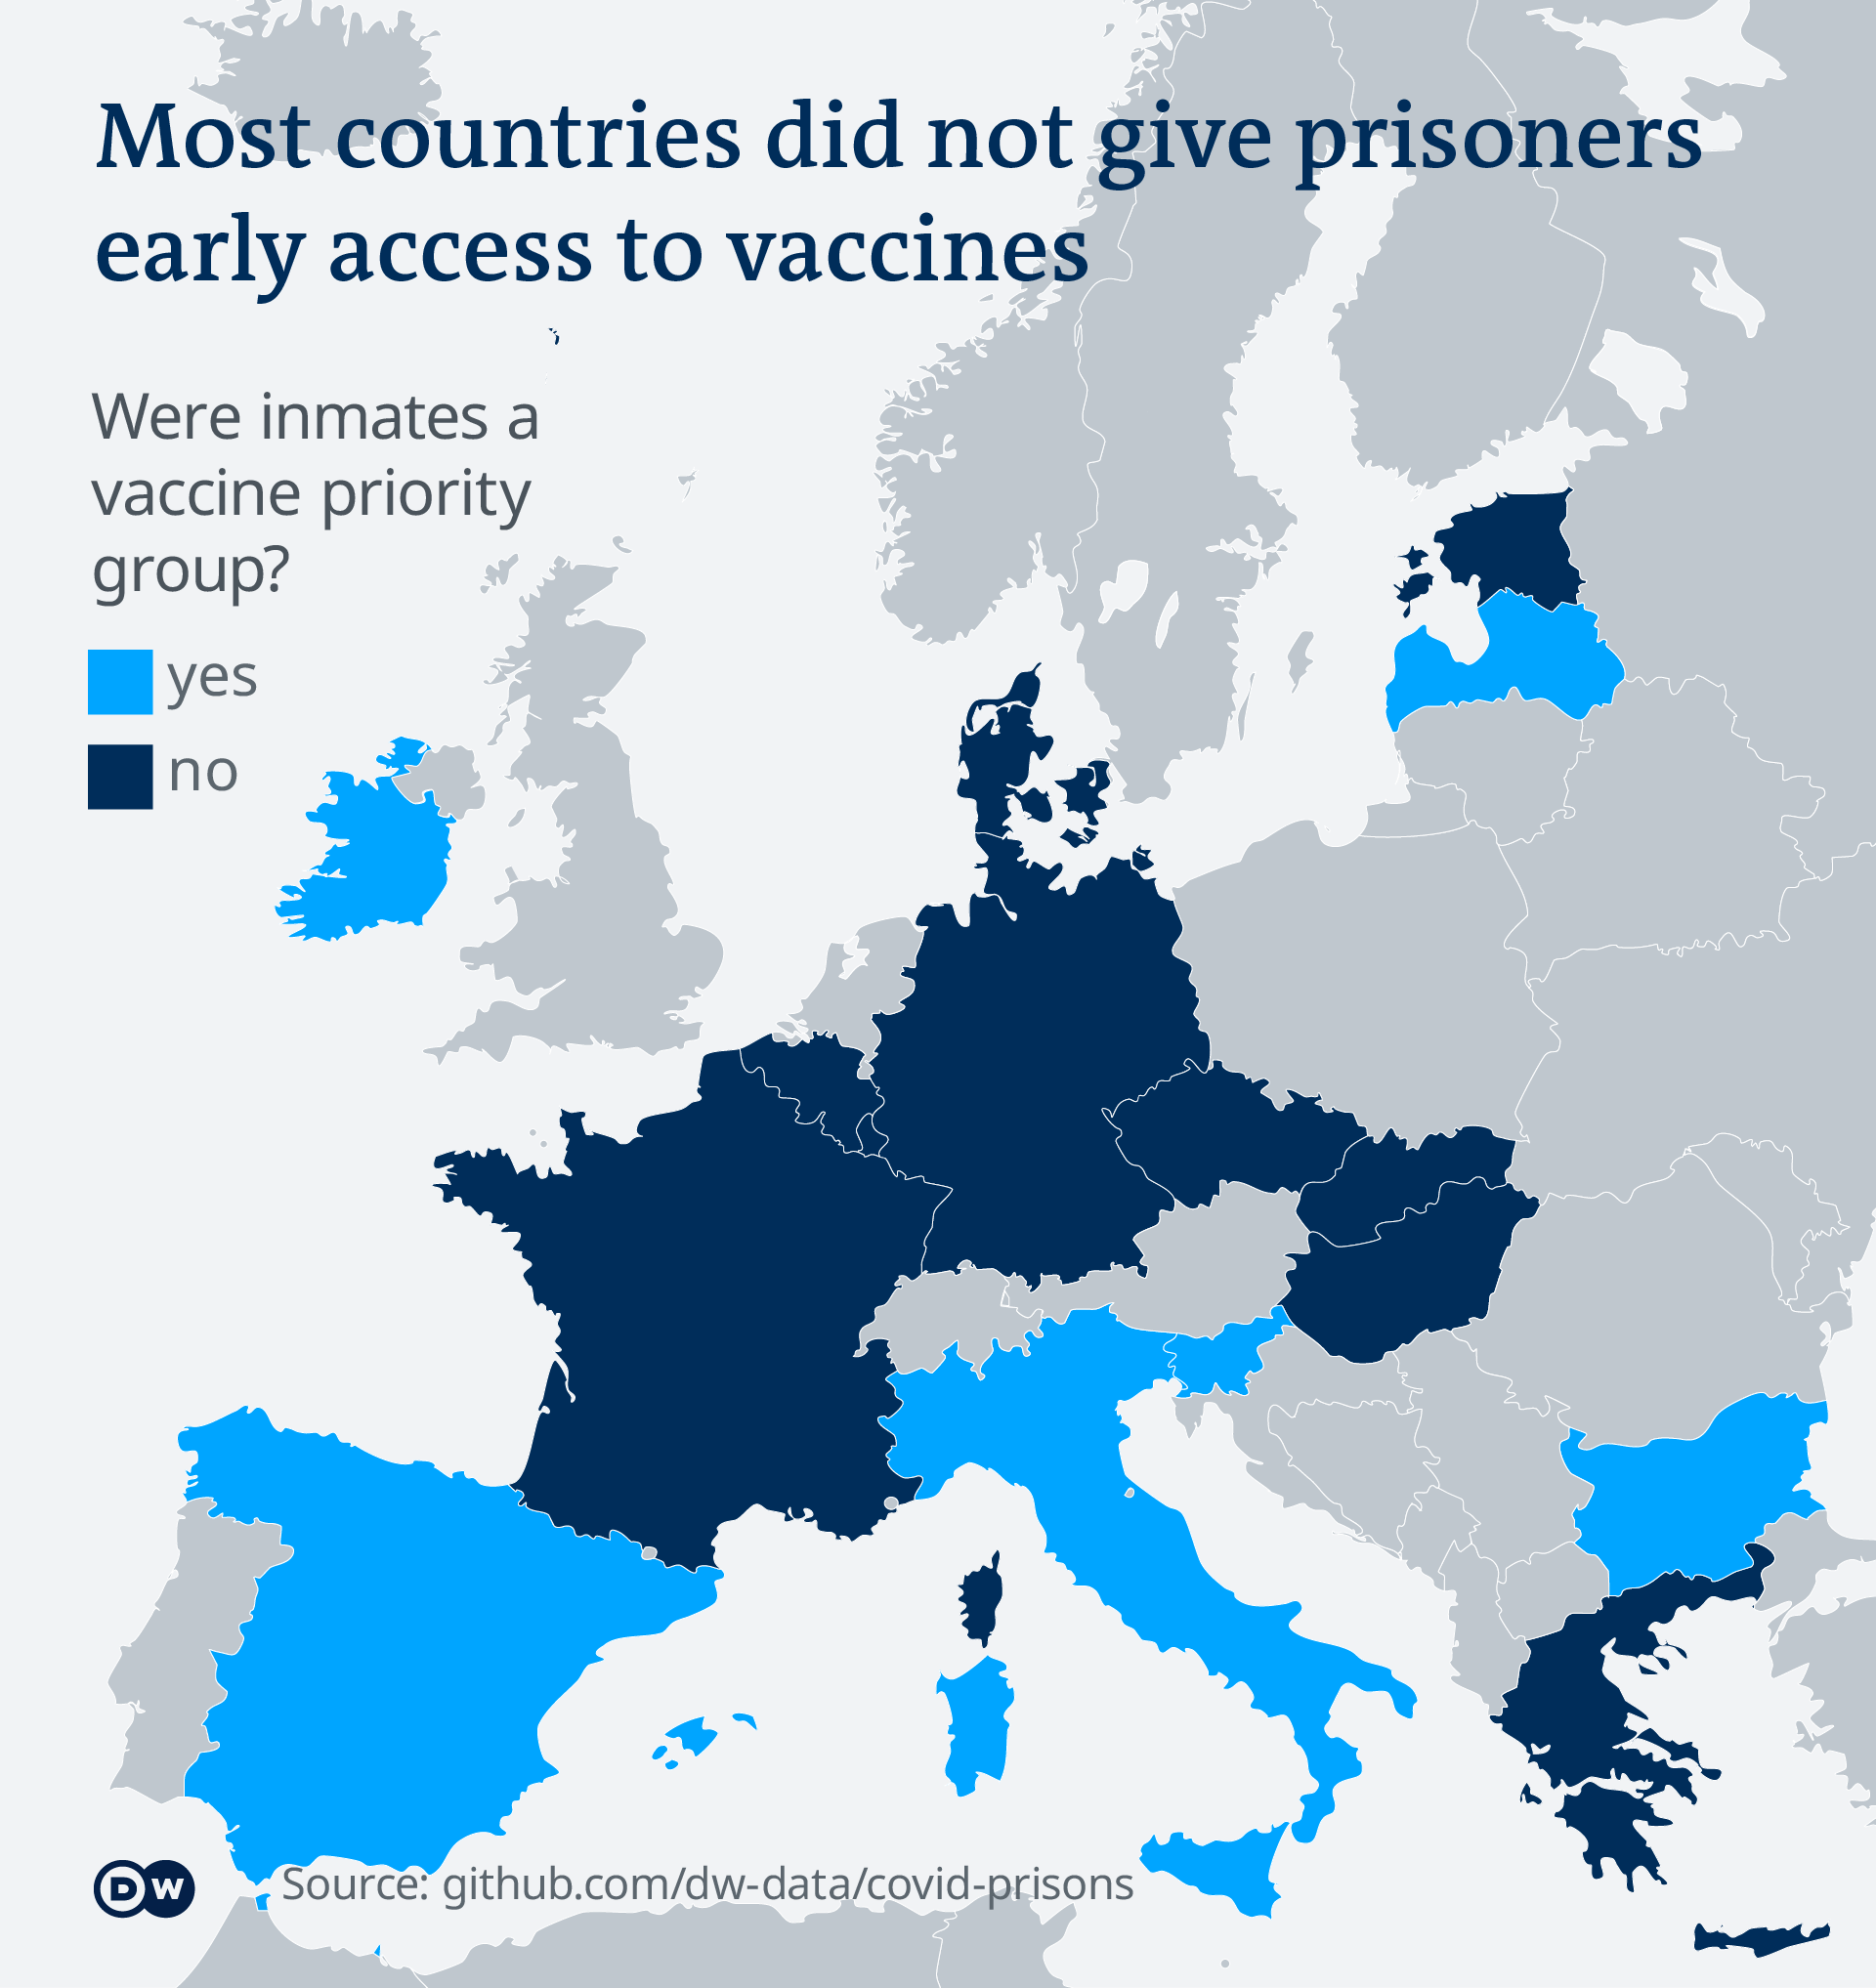 Most countries did not give prisoners
early access to vaccines
Were inmates a
vaccine priority
group?
yes
no
DW
Source: github.com/dw-data/covid-prisons